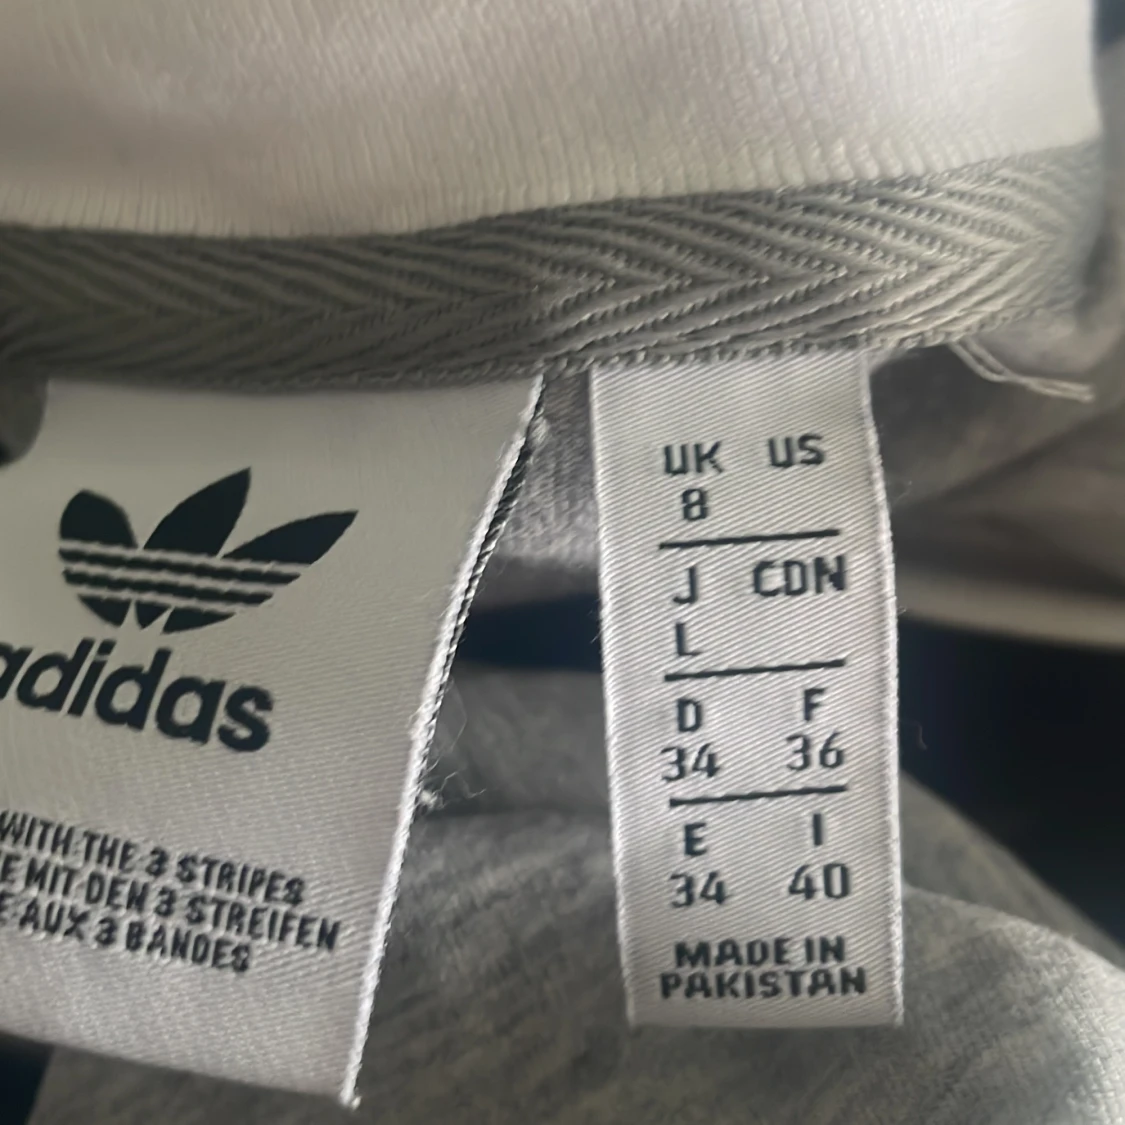 adidas
WITH THE 3 STRIPES
E MIT DEN 3 STREIFEN
E AUX 3 BANDES
UK US
8
J CDN
L
D F
34 36
E I
34 40
MADE IN
PAKISTAN